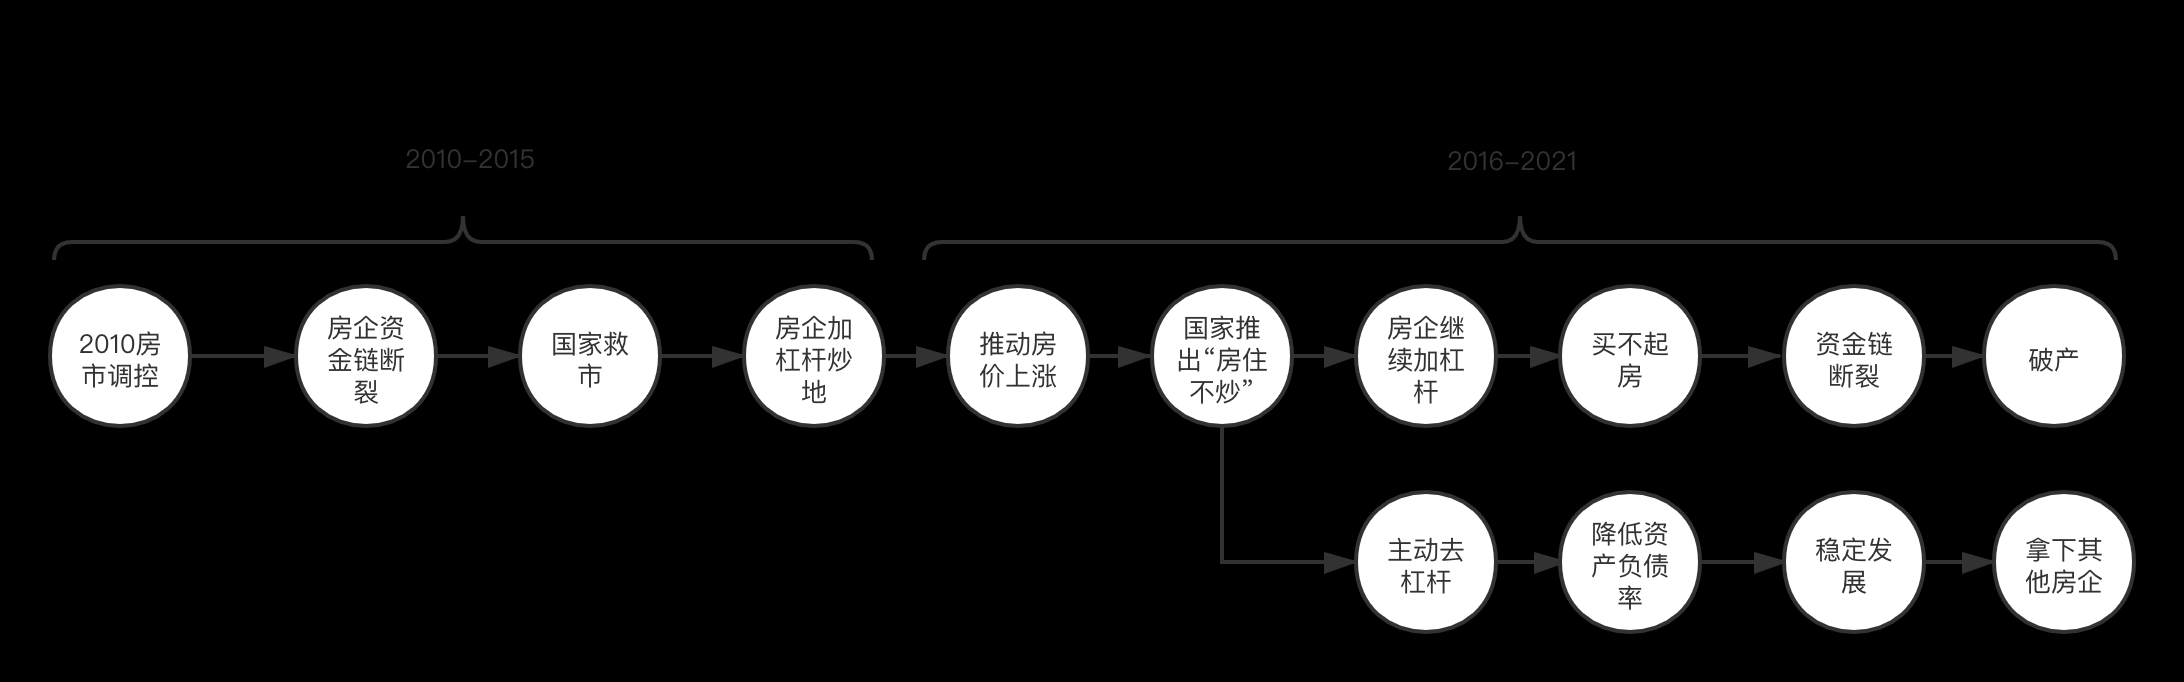 2010-2015
2016-2021
2010房
市调控
房企资
金链断
裂
国家救
市
房企加
杠杆炒
地
推动房
价上涨
国家推
出“房住
不炒”
房企继
续加杠
杆
买不起
房
资金链
断裂
破产
主动去
杠杆
降低资
产负债
率
稳定发
展
拿下其
他房企